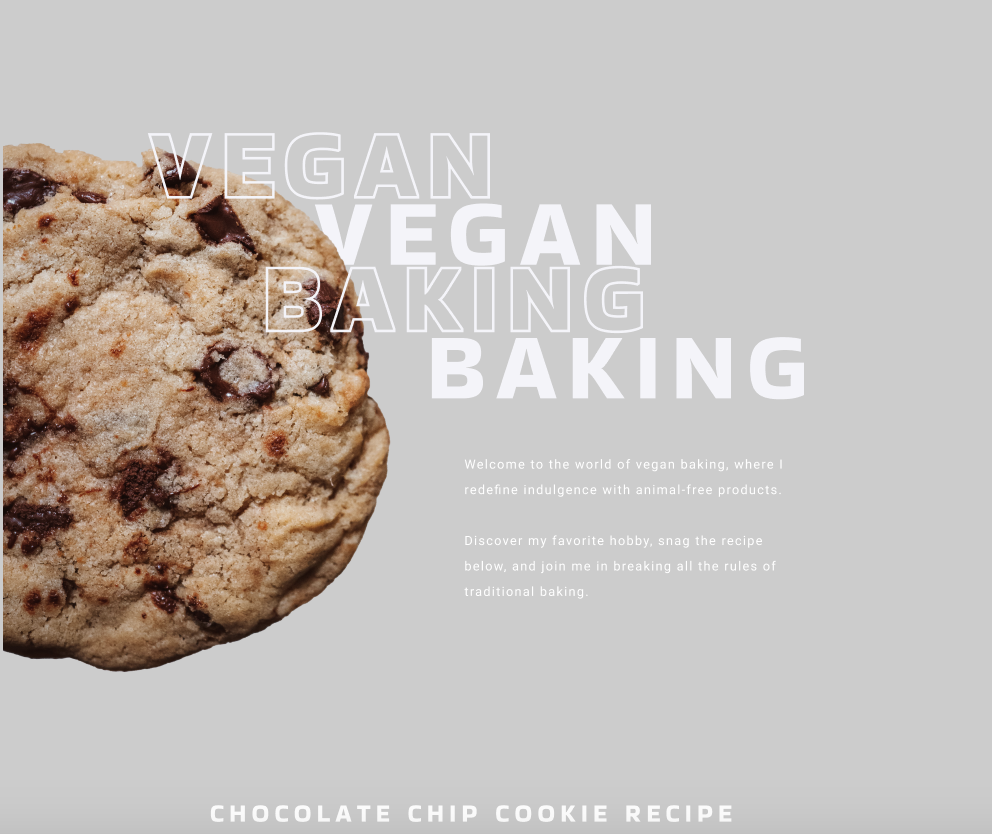 VEGAN
VEGAN
BAKING
BAKING
Welcome to the world of vegan baking, where I
redefine indulgence with animal-free products.
Discover my favorite hobby, snag the recipe
below, and join me in breaking all the rules of
traditional baking.
CHOCOLATE CHIP COOKIE RECIPE